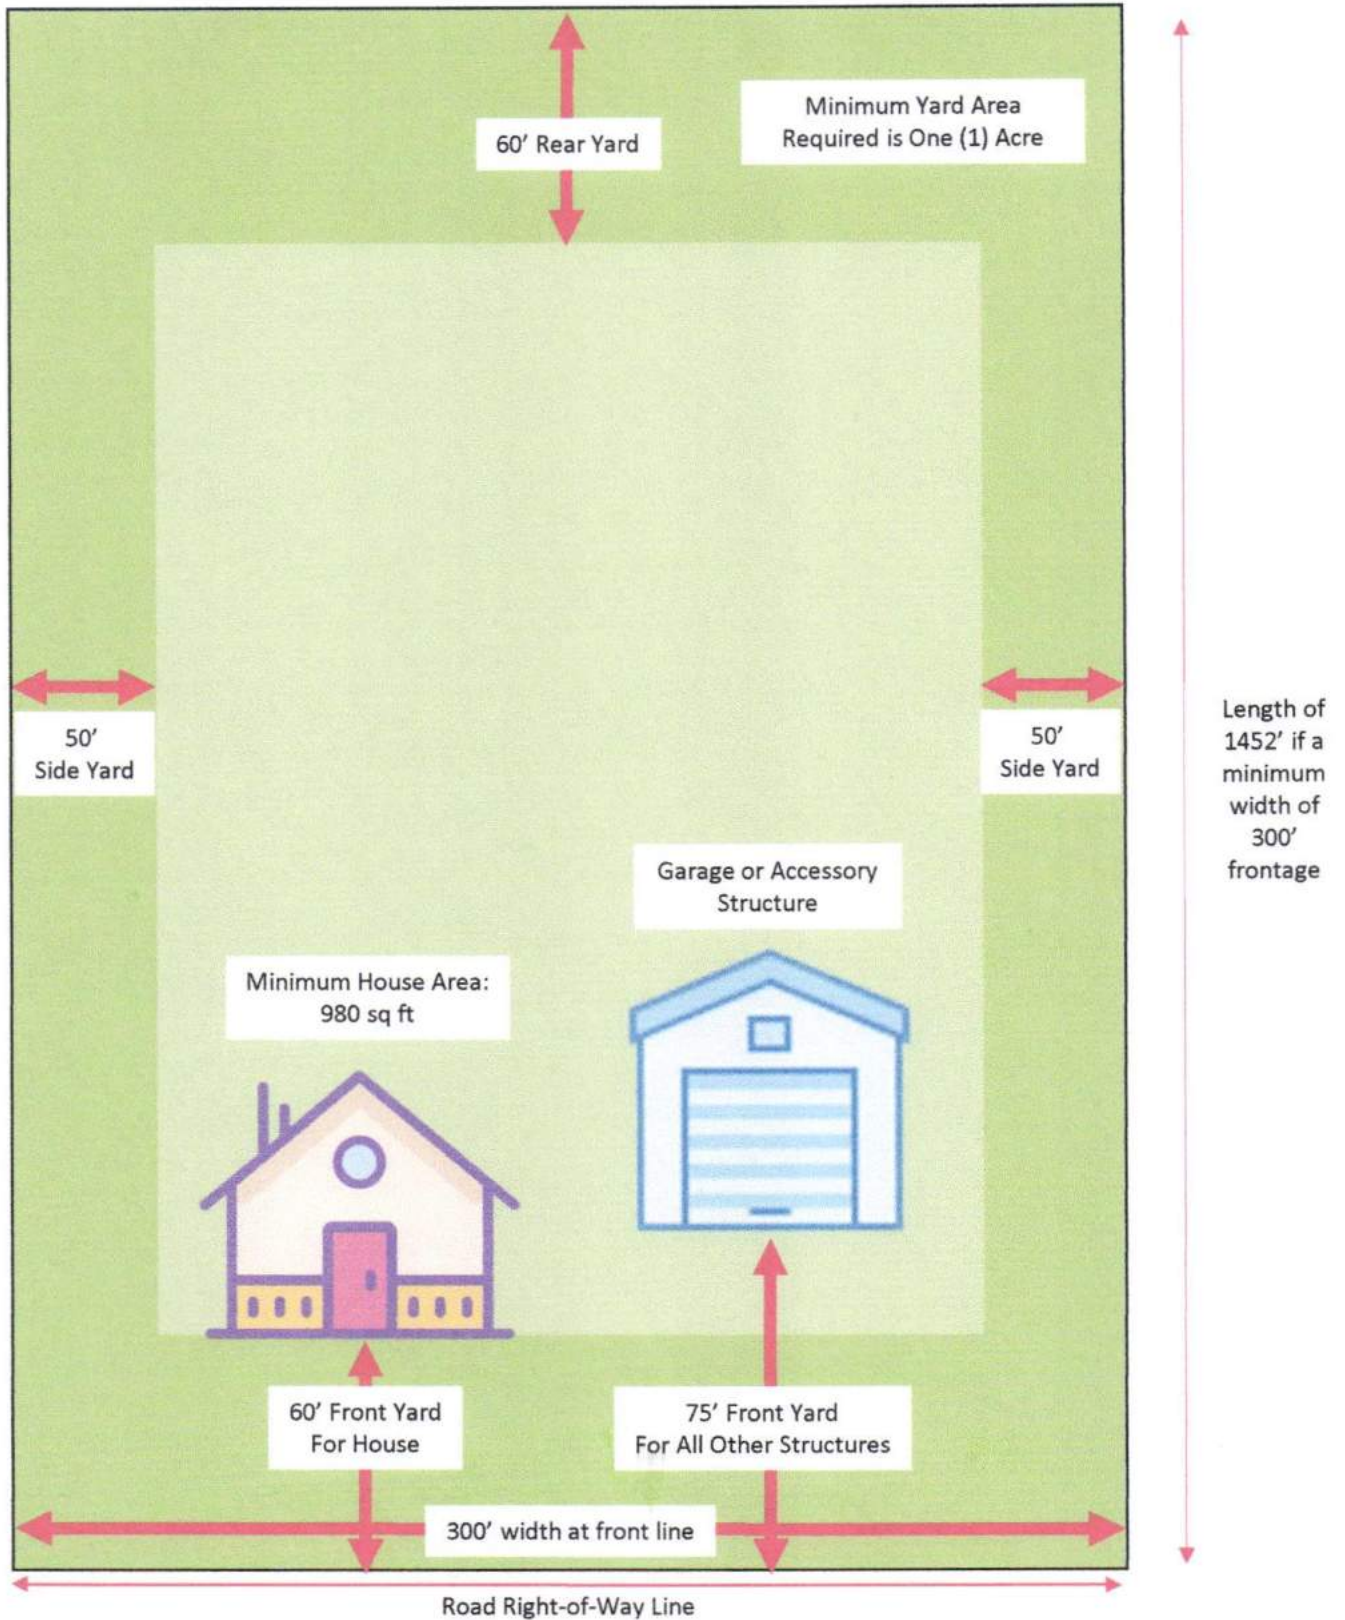 Minimum Yard Area
Required is One (1) Acre
60' Rear Yard
50'
Side Yard
50'
Side Yard
Length of
1452' if a
minimum
width of
300'
frontage
Garage or Accessory
Structure
Minimum House Area:
980 sq ft
60' Front Yard
For House
75' Front Yard
For All Other Structures
300' width at front line
Road Right-of-Way Line